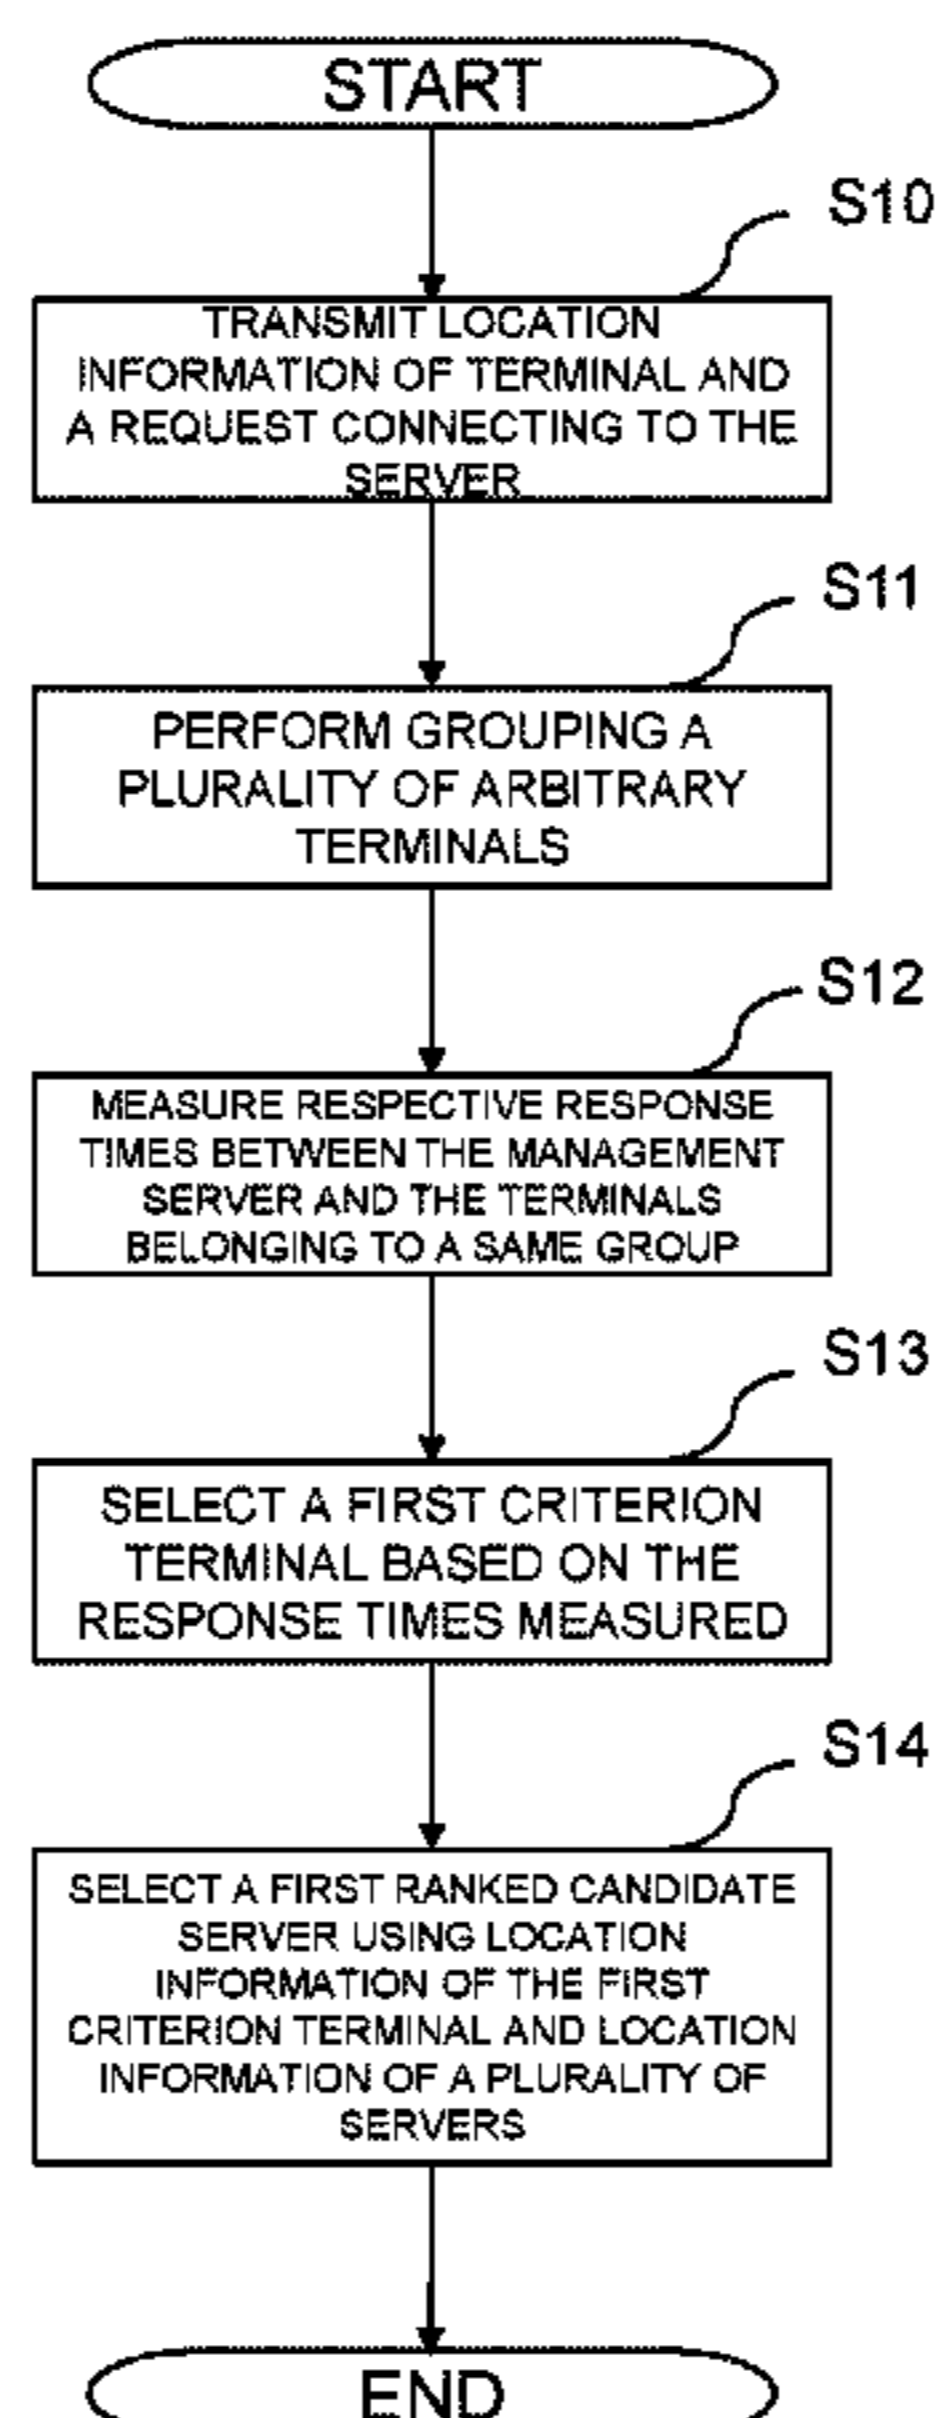 START
S10
TRANSMIT LOCATION
INFORMATION OF TERMINAL AND
A REQUEST CONNECTING TO THE
SERVER
S11
PERFORM GROUPING A
PLURALITY OF ARBITRARY
TERMINALS
S12
MEASURE RESPECTIVE RESPONSE
TIMES BETWEEN THE MANAGEMENT
SERVER AND THE TERMINALS
BELONGING TO A SAME GROUP
S13
SELECT A FIRST CRITERION
TERMINAL BASED ON THE
RESPONSE TIMES MEASURED
S14
SELECT A FIRST RANKED CANDIDATE
SERVER USING LOCATION
INFORMATION OF THE FIRST
CRITERION TERMINAL AND LOCATION
INFORMATION OF A PLURALITY OF
SERVERS
END